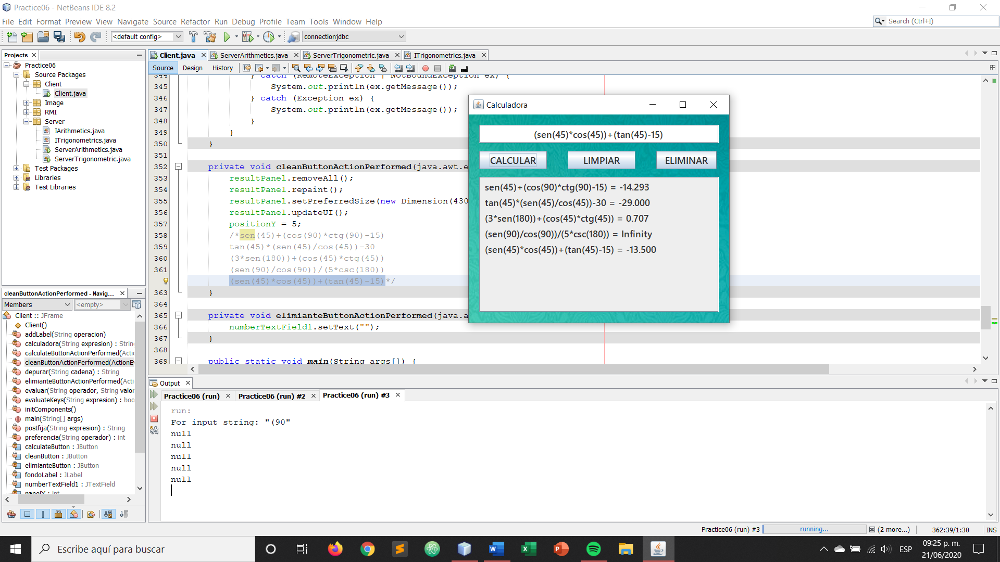 Practice06 - NetBeans IDE 8.2
File Edit Format Preview View Navigate Source Refactor Run Debug Profile Team Tools Window Help
Search (Ctrl+I)
<default config>
connectionjdbc
Projects
Practice06
Source Packages
Client
Client.java
Image
RMI
Server
IArithmetics.java
ITrigonometrics.java
ServerArithmetics.java
ServerTrigonometric.java
Test Packages
Libraries
Test Libraries
cleanButtonActionPerformed - Navig...
Members
<empty>
Client :: JFrame
Client()
addLabel(String operacion)
calculadora(String expresion) : String
calculateButtonActionPerformed(Actio
cleanButtonActionPerformed(ActionEv
depurar(String cadena) : String
elimianteButtonActionPerformed(Acti
evaluar(String operador, String valor
evaluateKeys(String expresion) : boo
initComponents()
main(String[] args)
postfija(String expresion) : String
preferencia(String operador) : int
calculateButton : JButton
cleanButton : JButton
elimianteButton : JButton
fondoLabel : JLabel
numberTextField1 : JTextField
panelY : int
Client.java ServerArithmetics.java ServerTrigonometric.java ITrigonometrics.java
Source Design History
344 } catch (RemoteException | NotBoundException ex) {
345 System.out.println(ex.getMessage());
346 } catch (Exception ex) {
347 System.out.println(ex.getMessage());
348 }
349 }
350 }
351
352 private void cleanButtonActionPerformed(java.awt.e
353 resultPanel.removeAll();
354 resultPanel.repaint();
355 resultPanel.setPreferredSize(new Dimension(430
356 resultPanel.updateUI();
357 positionY = 5;
358 /*sen(45)+(cos(90)*ctg(90)-15)
359 tan(45)*(sen(45)/cos(45))-30
360 (3*sen(180))+(cos(45)*ctg(45))
361 (sen(90)/cos(90))/(5*csc(180))
(sen(45)*cos(45))+(tan(45)-15)*/
363 }
364
365 private void elimianteButtonActionPerformed(java.a
366 numberTextField1.setText("");
367 }
368
369 public static void main(String args[]) {
Calculadora
(sen(45)*cos(45))+(tan(45)-15)
CALCULAR LIMPIAR ELIMINAR
sen(45)+(cos(90)*ctg(90)-15) = -14.293
tan(45)*(sen(45)/cos(45))-30 = -29.000
(3*sen(180))+(cos(45)*ctg(45)) = 0.707
(sen(90)/cos(90))/(5*csc(180)) = Infinity
(sen(45)*cos(45))+(tan(45)-15) = -13.500
Output
Practice06 (run) Practice06 (run) #2 Practice06 (run) #3
run:
For input string: "(90"
null
null
null
null
null
Practice06 (run) #3 running... (2 more...) 362:39/1:30 INS
Escribe aquí para buscar
ESP
09:25 p. m.
21/06/2020